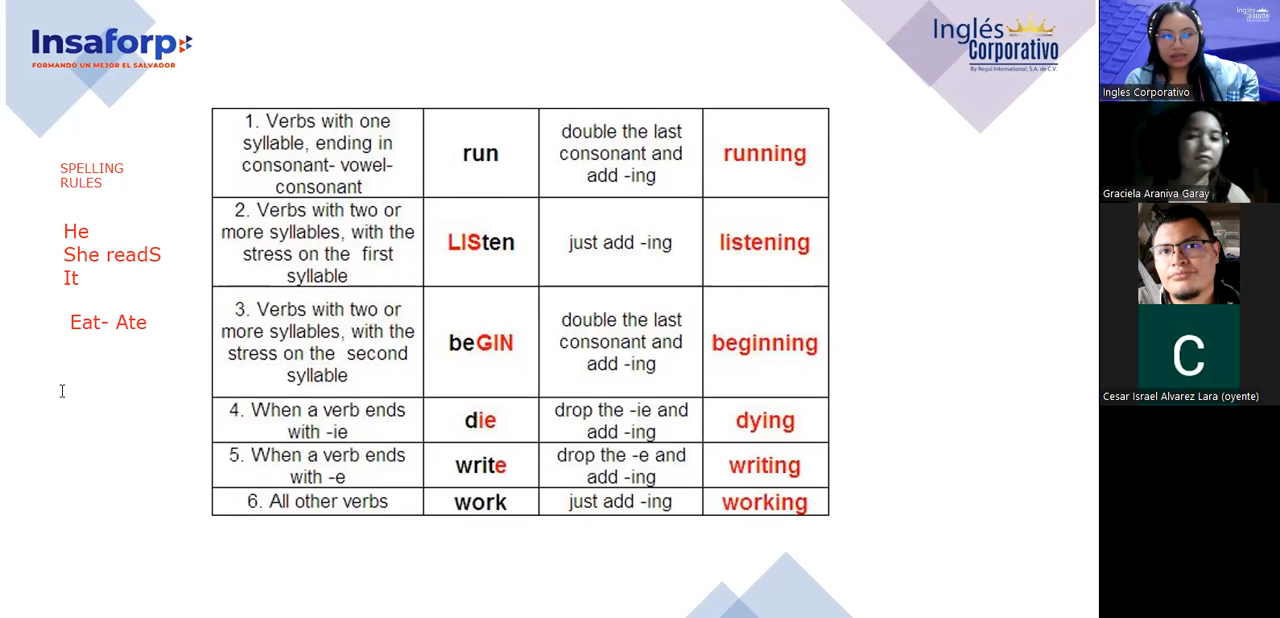 Insaforp
FORMANDO UN MEJOR EL SALVADOR
Inglés
Corporativo
By Regal International, S.A. de C.V.
SPELLING
RULES
He
She readS
It
Eat- Ate
1. Verbs with one
syllable, ending in
consonant- vowel-
consonant
run
double the last
consonant and
add -ing
running
2. Verbs with two or
more syllables, with the
stress on the first
syllable
LISten
just add -ing
listening
3. Verbs with two or
more syllables, with the
stress on the second
syllable
beGIN
double the last
consonant and
add -ing
beginning
4. When a verb ends
with -ie
die
drop the -ie and
add -ing
dying
5. When a verb ends
with -e
write
drop the -e and
add -ing
writing
6. All other verbs
work
just add -ing
working
Inglés
Corporativo
Ingles Corporativo
Graciela Araniva Garay
C
Cesar Israel Alvarez Lara (oyente)